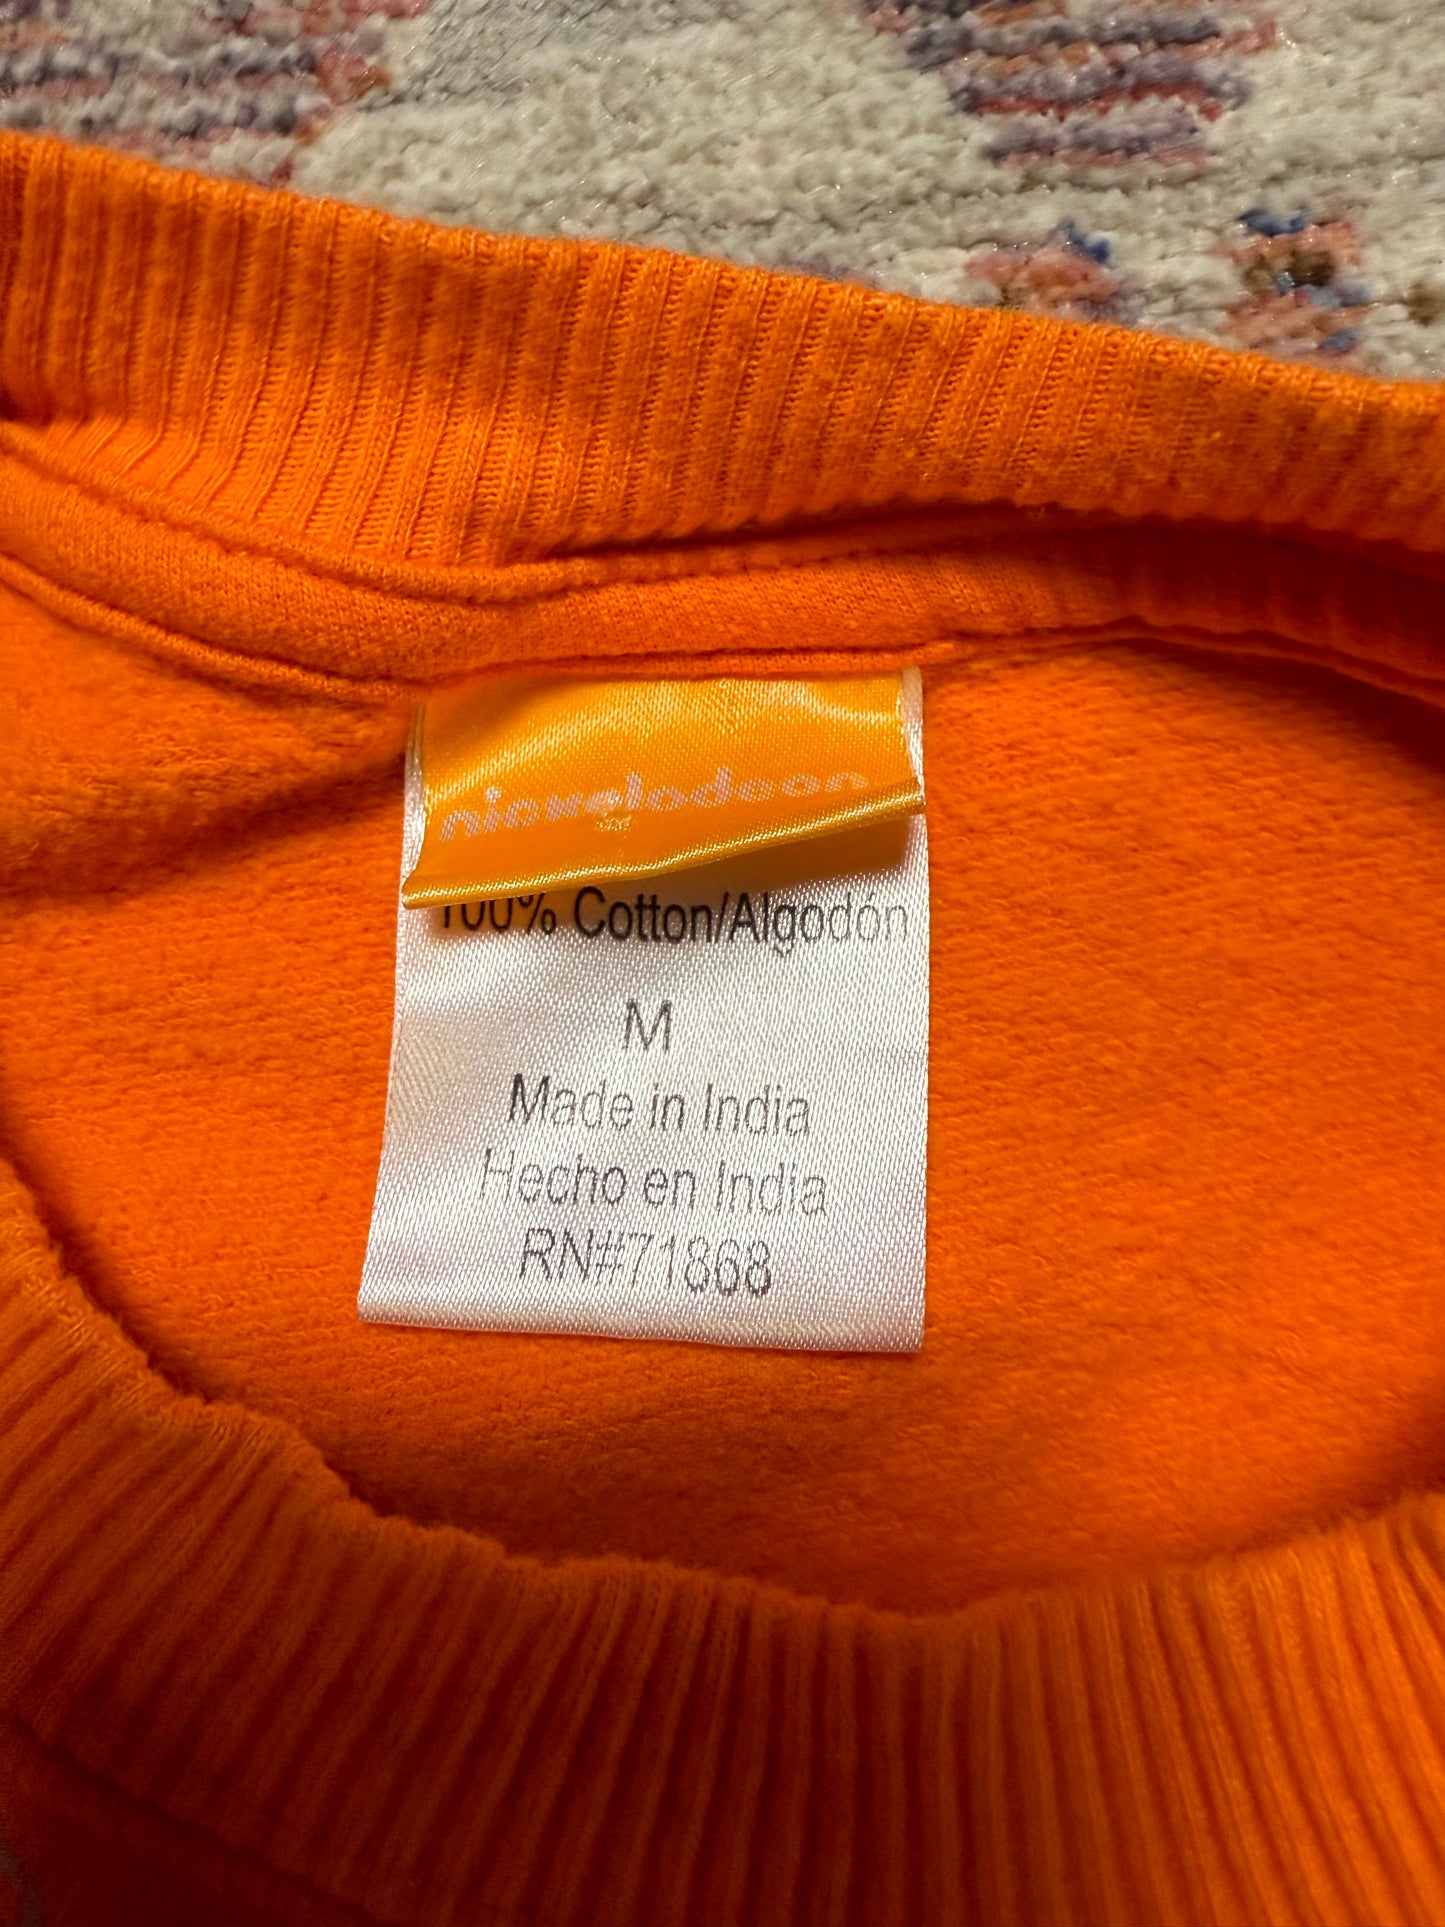 nickelodeon
100% Cotton/Algodón
M
Made in India
Hecho en India
RN#71868